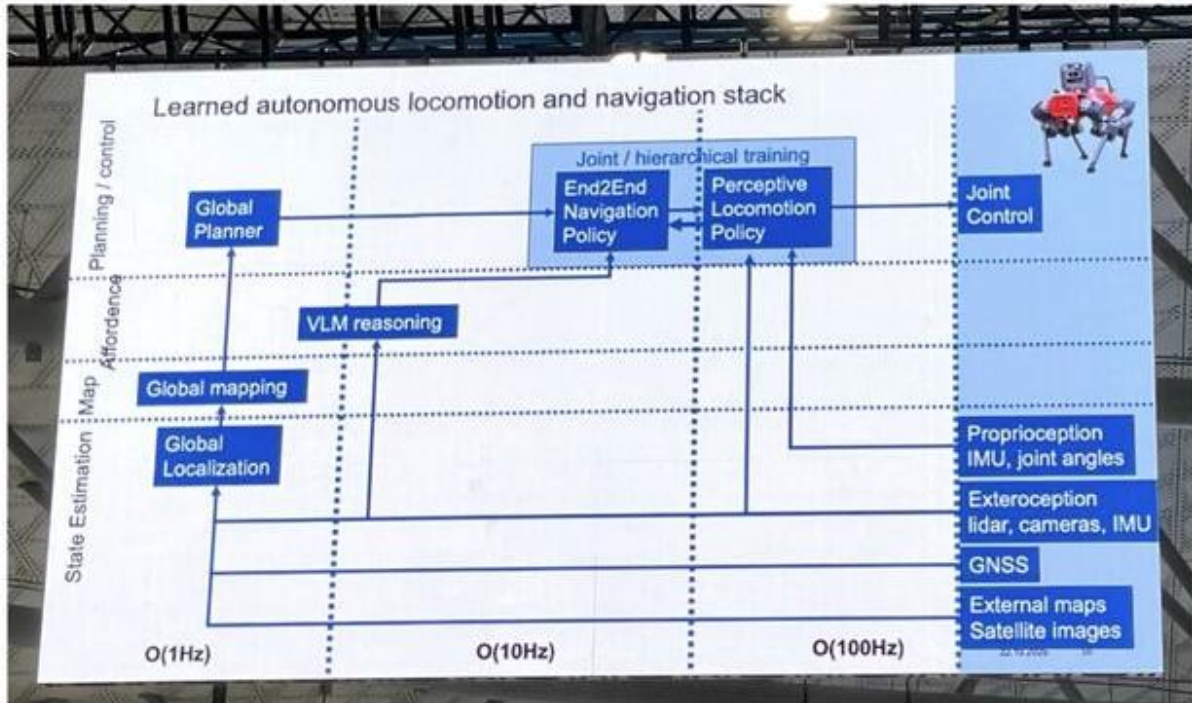 Learned autonomous locomotion and navigation stack
Planning / control
Joint / hierarchical training
Global
Planner
End2End
Navigation
Policy
Perceptive
Locomotion
Policy
Joint
Control
Affordence
VLM reasoning
Map
Global mapping
State Estimation
Global
Localization
Proprioception
IMU, joint angles
Exteroception
lidar, cameras, IMU
GNSS
External maps
Satellite images
O(1Hz)
O(10Hz)
O(100Hz)